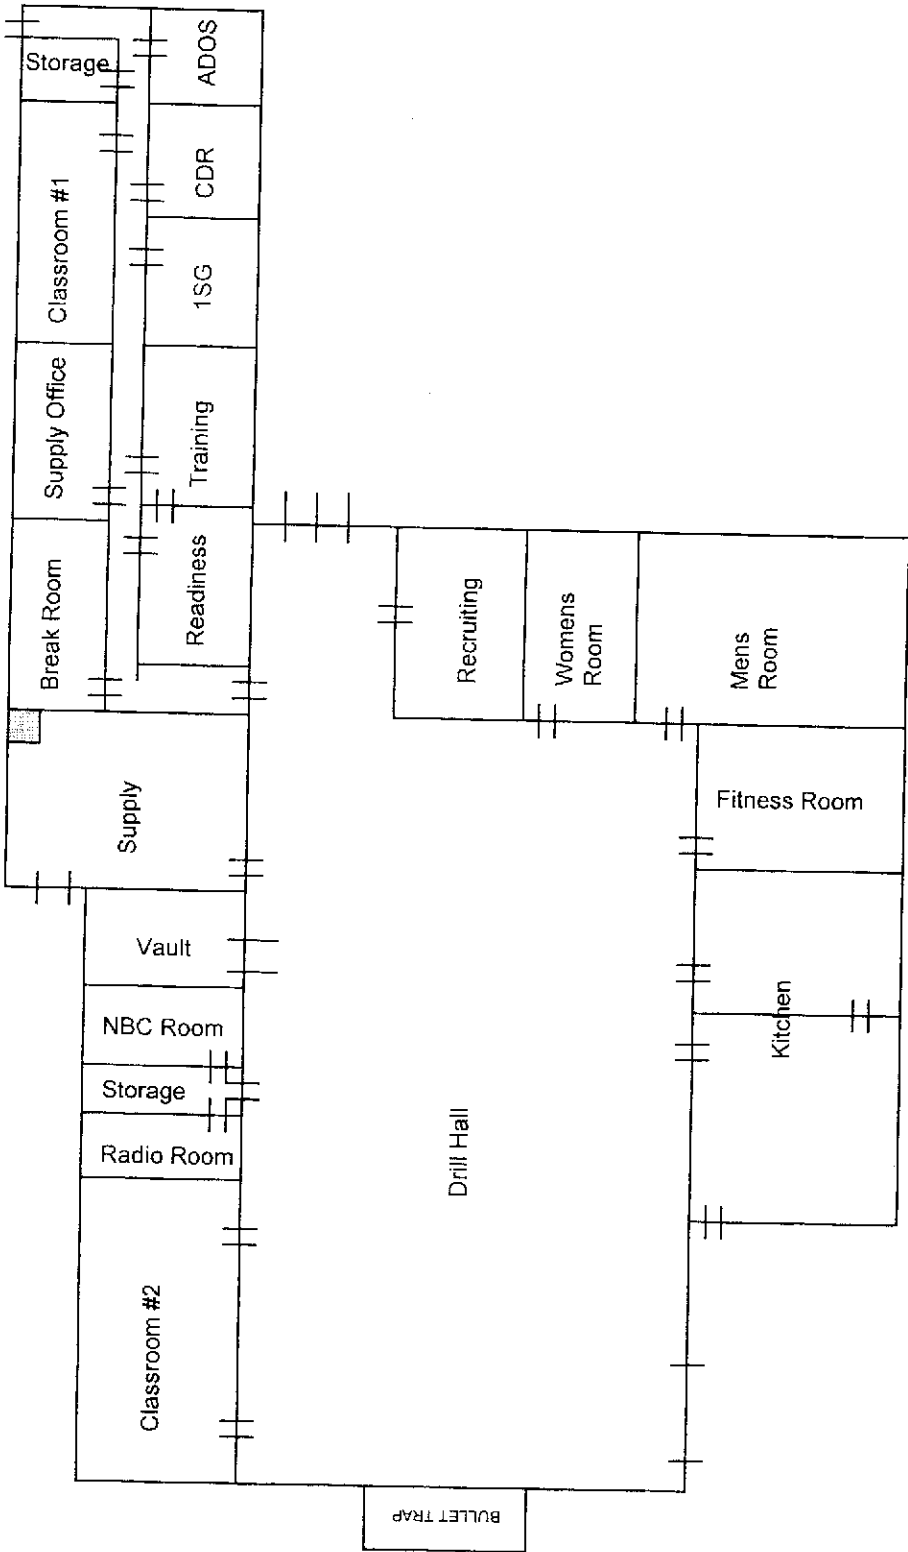 Storage
ADOS
Classroom #1
CDR
1SG
Supply Office
Training
Break Room
Readiness
Recruiting
Womens
Room
Mens
Room
Supply
Fitness Room
Vault
NBC Room
Kitchen
Storage
Radio Room
Drill Hall
Classroom #2
BULLET TRAP